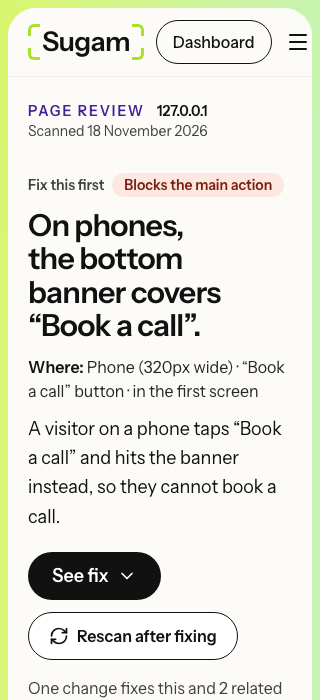 Sugam
Dashboard
PAGE REVIEW 127.0.0.1
Scanned 18 November 2026
Fix this first Blocks the main action
On phones,
the bottom
banner covers
“Book a call”.
Where: Phone (320px wide) · “Book
a call” button · in the first screen
A visitor on a phone taps “Book
a call” and hits the banner
instead, so they cannot book a
call.
See fix
Rescan after fixing
One change fixes this and 2 related